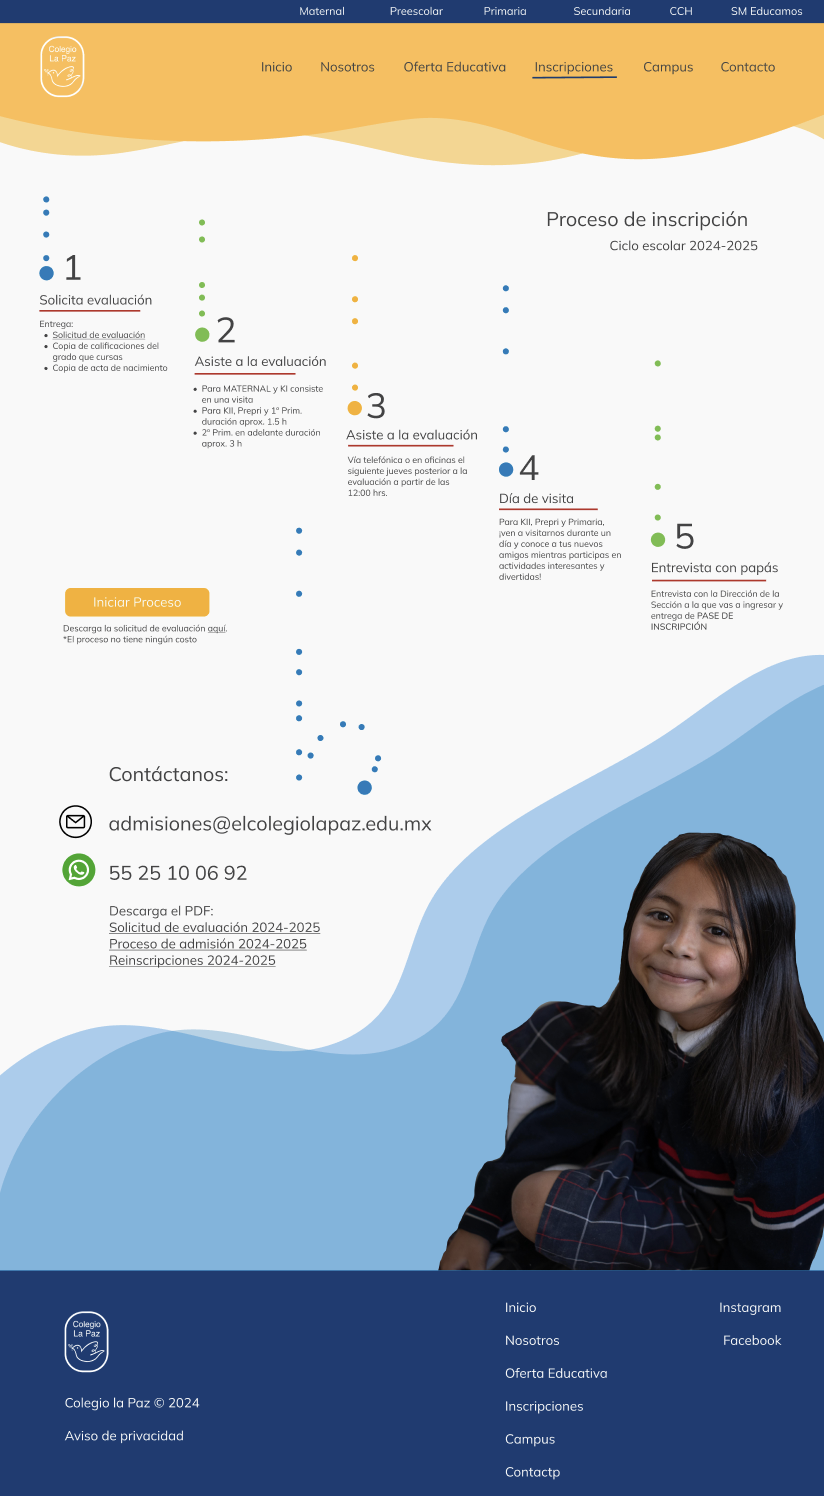 Maternal
Preescolar
Primaria
Secundaria
CCH
SM Educamos
Colegio
La Paz
Inicio
Nosotros
Oferta Educativa
Inscripciones
Campus
Contacto
Proceso de inscripción
Ciclo escolar 2024-2025
1
Solicita evaluación
Entrega:
• Solicitud de evaluación
• Copia de calificaciones del
grado que cursas
• Copia de acta de nacimiento
2
Asiste a la evaluación
• Para MATERNAL y KI consiste
en una visita
• Para KII, Prepri y 1º Prim.
duración aprox. 1.5 h
• 2º Prim. en adelante duración
aprox. 3 h
3
Asiste a la evaluación
Vía telefónica o en oficinas el
siguiente jueves posterior a la
evaluación a partir de las
12:00 hrs.
4
Día de visita
Para KII, Prepri y Primaria,
¡ven a visitarnos durante un
día y conoce a tus nuevos
amigos mientras participas en
actividades interesantes y
divertidas!
5
Entrevista con papás
Entrevista con la Dirección de la
Sección a la que vas a ingresar y
entrega de PASE DE
INSCRIPCIÓN
Iniciar Proceso
Descarga la solicitud de evaluación aquí.
*El proceso no tiene ningún costo
Contáctanos:
admisiones@elcolegiolapaz.edu.mx
55 25 10 06 92
Descarga el PDF:
Solicitud de evaluación 2024-2025
Proceso de admisión 2024-2025
Reinscripciones 2024-2025
Colegio
La Paz
Colegio la Paz © 2024
Aviso de privacidad
Inicio
Nosotros
Oferta Educativa
Inscripciones
Campus
Contactp
Instagram
Facebook